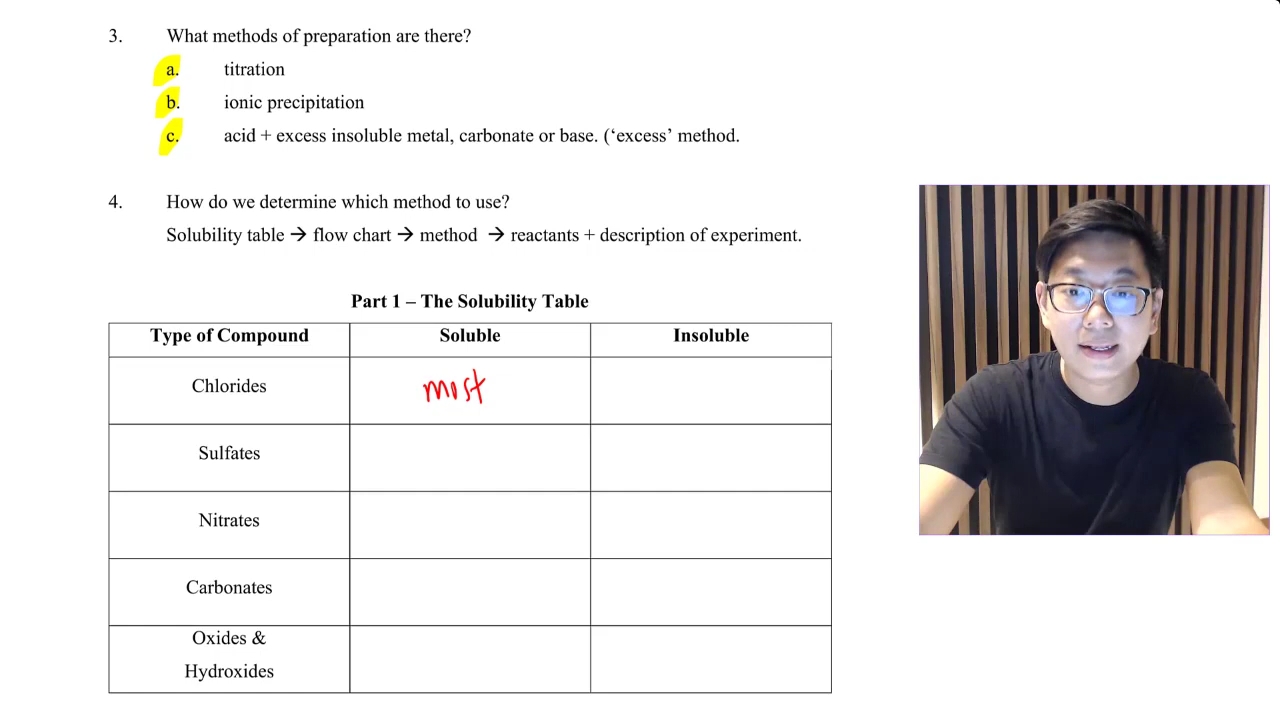 3. What methods of preparation are there?
a. titration
b. ionic precipitation
c. acid + excess insoluble metal, carbonate or base. (‘excess’ method.
4. How do we determine which method to use?
Solubility table → flow chart → method → reactants + description of experiment.
Part 1 – The Solubility Table
Type of Compound Soluble Insoluble
Chlorides most
Sulfates
Nitrates
Carbonates
Oxides &
Hydroxides